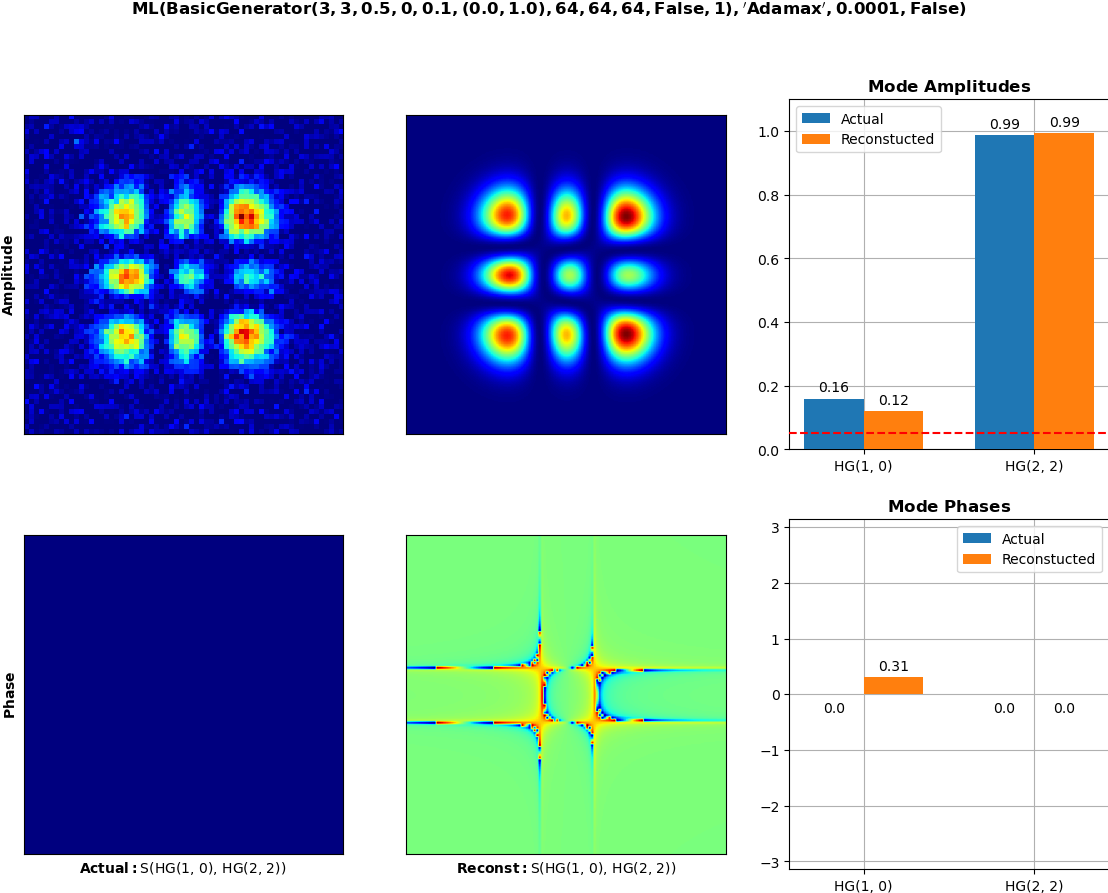 ML(BasicGenerator(3, 3, 0.5, 0, 0.1, (0.0, 1.0), 64, 64, 64, False, 1), ′Adamax′, 0.0001, False)
Amplitude
Mode Amplitudes
Actual
Reconstucted
1.0
0.8
0.6
0.4
0.2
0.0
0.16
0.12
0.99
0.99
HG(1, 0)
HG(2, 2)
Phase
Actual: S(HG(1, 0), HG(2, 2))
Reconst: S(HG(1, 0), HG(2, 2))
Mode Phases
Actual
Reconstucted
3
2
1
0
−1
−2
−3
0.0
0.31
0.0
0.0
HG(1, 0)
HG(2, 2)